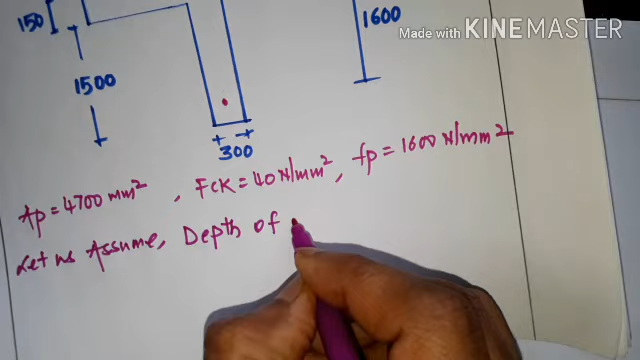 Made with KINEMASTER
150
1600
1500
300
Ap = 4700 mm², FCK = 40 N/mm², fp = 1600 N/mm²
Let us Assume, Depth of